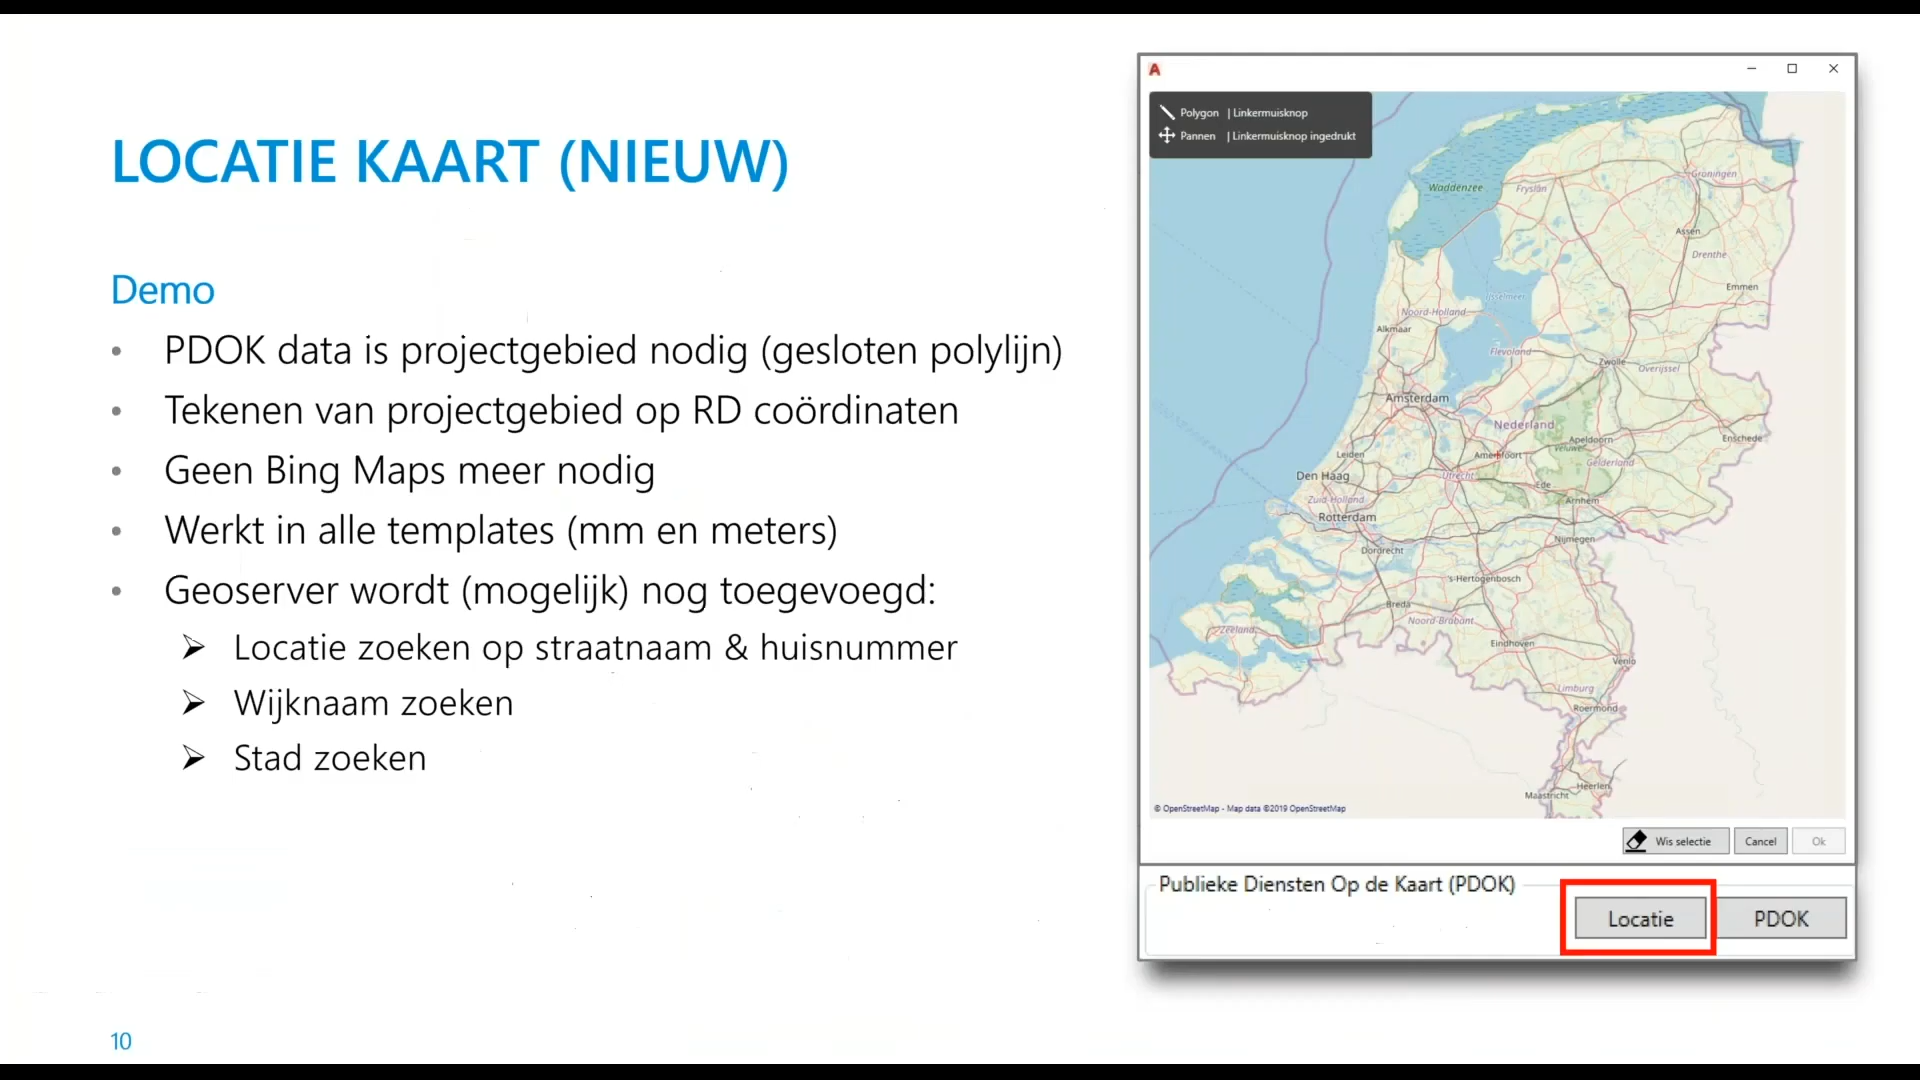 LOCATIE KAART (NIEUW)
Demo
• PDOK data is projectgebied nodig (gesloten polylijn)
• Tekenen van projectgebied op RD coördinaten
• Geen Bing Maps meer nodig
• Werkt in alle templates (mm en meters)
• Geoserver wordt (mogelijk) nog toegevoegd:
➢ Locatie zoeken op straatnaam & huisnummer
➢ Wijknaam zoeken
➢ Stad zoeken
10
A
Polygon | Linkermuisknop
Pannen | Linkermuisknop ingedrukt
Waddenzee
Fryslân
Groningen
Assen
Drenthe
Emmen
IJsselmeer
Noord-Holland
Alkmaar
Flevoland
Zwolle
Overijssel
Amsterdam
Nederland
Apeldoorn
Enschede
Veluwe
Leiden
Amersfoort
Gelderland
Den Haag
Utrecht
Ede
Zuid-Holland
Arnhem
Rotterdam
Nijmegen
Dordrecht
's-Hertogenbosch
Breda
Noord-Brabant
Zeeland
Eindhoven
Venlo
Limburg
Roermond
Heerlen
Maastricht
© OpenStreetMap - Map data ©2019 OpenStreetMap
Wis selectie
Cancel
Ok
Publieke Diensten Op de Kaart (PDOK)
Locatie
PDOK